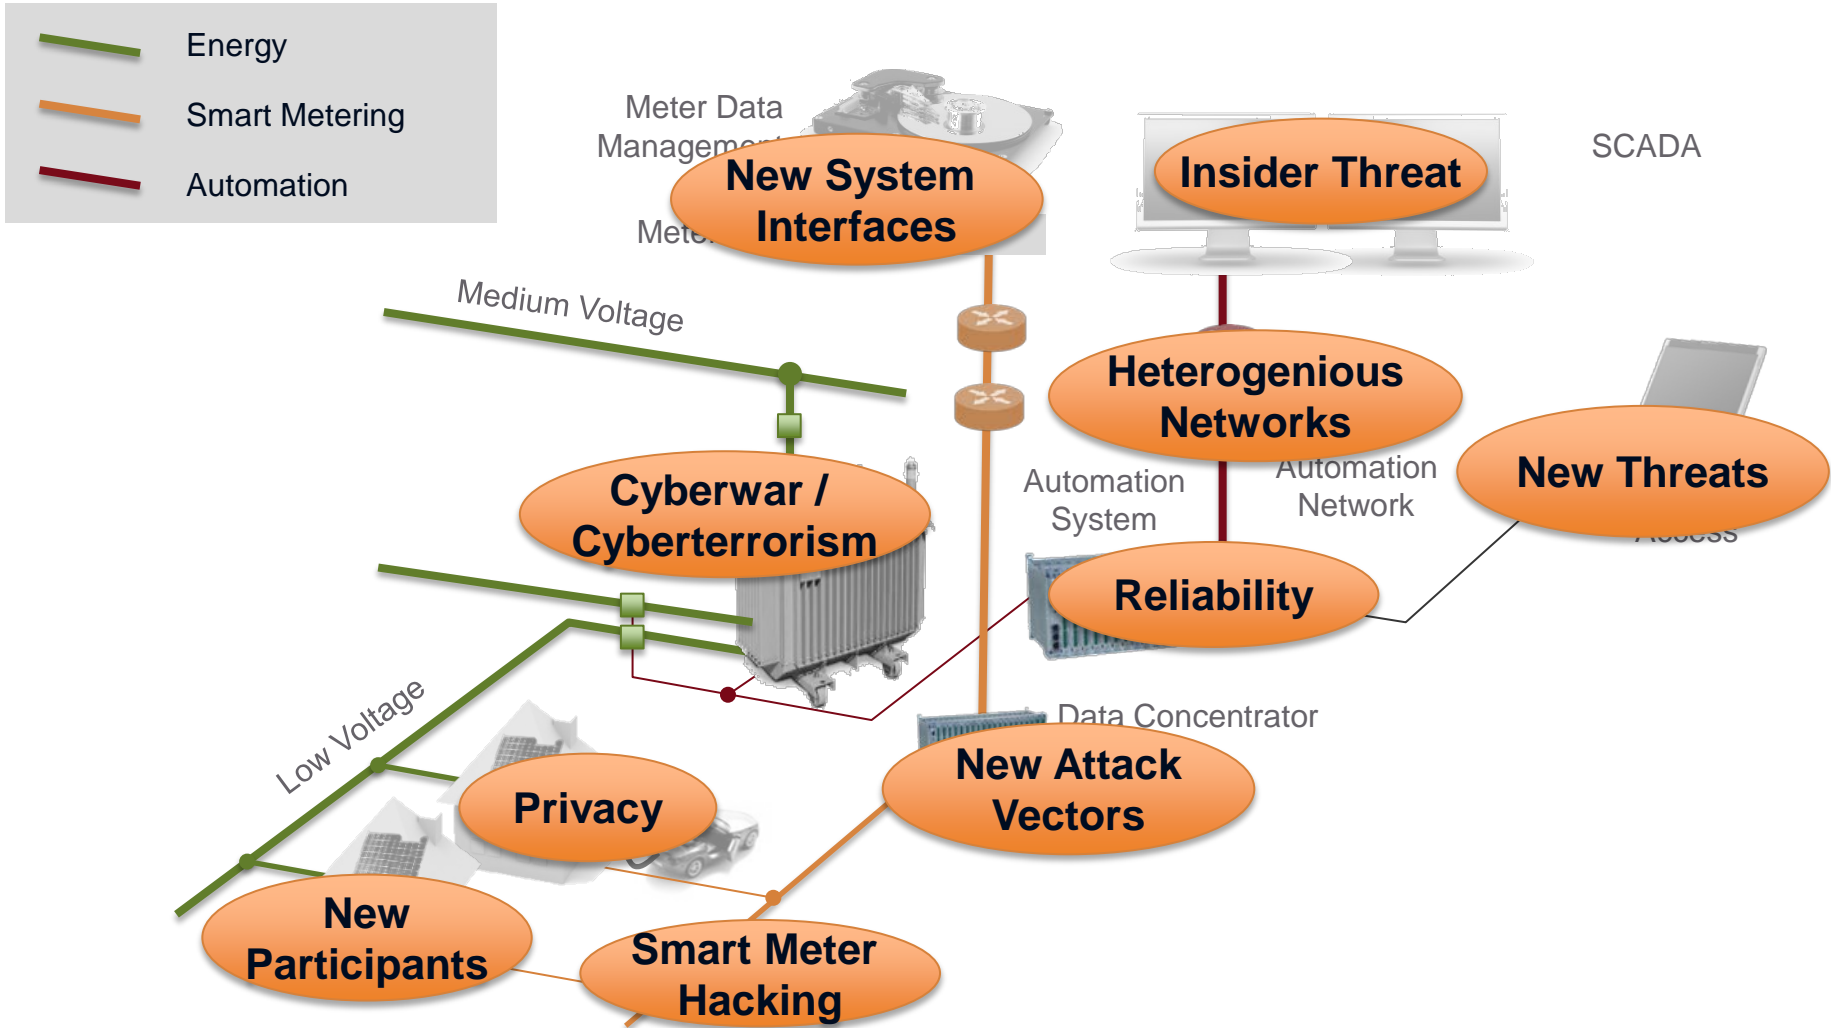 Energy
Smart Metering
Automation
Meter Data
Management
New System
Interfaces
Insider Threat
SCADA
Medium Voltage
Heterogenious
Networks
New Threats
Cyberwar /
Cyberterrorism
Automation
System
Automation
Network
Access
Reliability
Low Voltage
Data Concentrator
New Attack
Vectors
Privacy
New
Participants
Smart Meter
Hacking